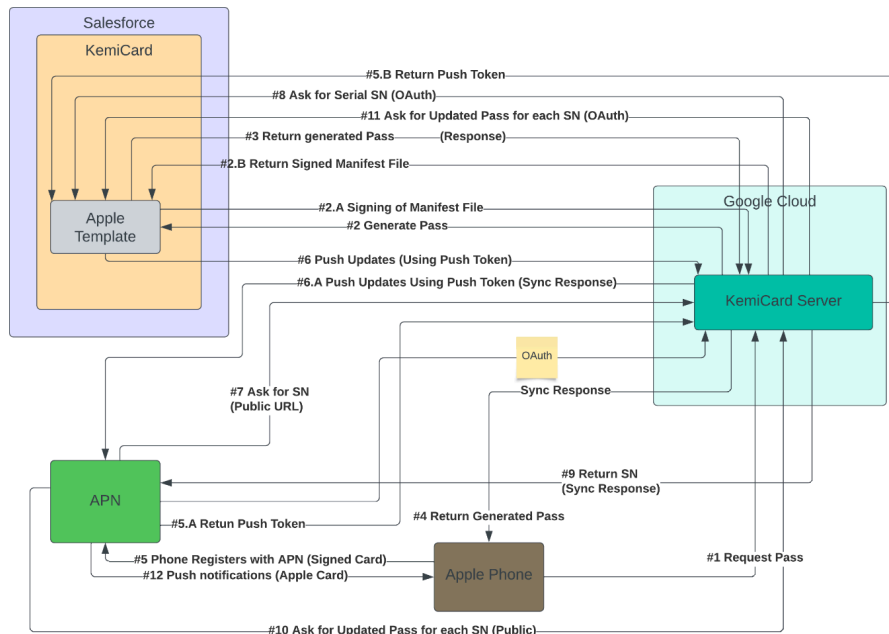 Salesforce
KemiCard
#5.B Return Push Token
#8 Ask for Serial SN (OAuth)
#11 Ask for Updated Pass for each SN (OAuth)
#3 Return generated Pass (Response)
#2.B Return Signed Manifest File
Google Cloud
Apple
Template
#2.A Signing of Manifest File
#2 Generate Pass
#6 Push Updates (Using Push Token)
#6.A Push Updates Using Push Token (Sync Response)
KemiCard Server
OAuth
Sync Response
#7 Ask for SN
(Public URL)
#9 Return SN
(Sync Response)
APN
#4 Return Generated Pass
#5.A Retun Push Token
#5 Phone Registers with APN (Signed Card)
#12 Push notifications (Apple Card)
Apple Phone
#1 Request Pass
#10 Ask for Updated Pass for each SN (Public)